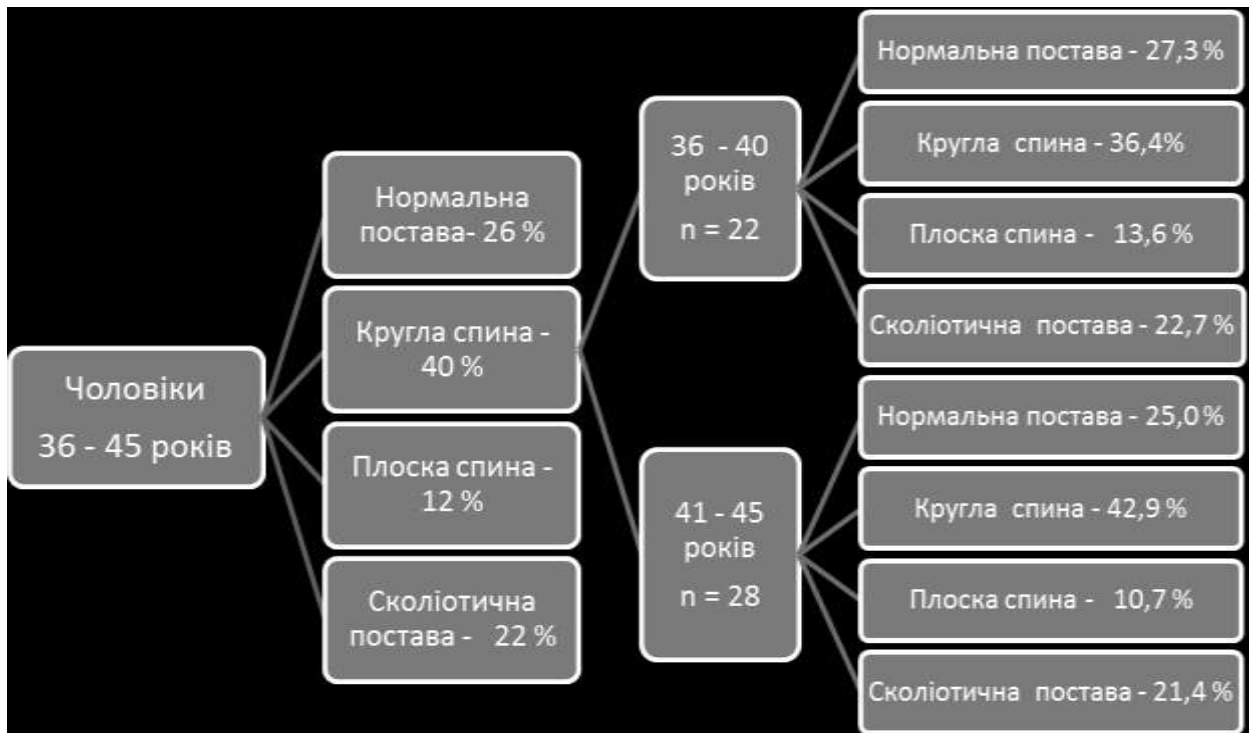 Чоловіки
36 - 45 років
Нормальна
постава- 26 %
Кругла спина -
40 %
Плоска спина -
12 %
Сколіотична
постава - 22 %
36 - 40
років
n = 22
41 - 45
років
n = 28
Нормальна постава - 27,3 %
Кругла спина - 36,4%
Плоска спина - 13,6 %
Сколіотична постава - 22,7 %
Нормальна постава - 25,0 %
Кругла спина - 42,9 %
Плоска спина - 10,7 %
Сколіотична постава - 21,4 %